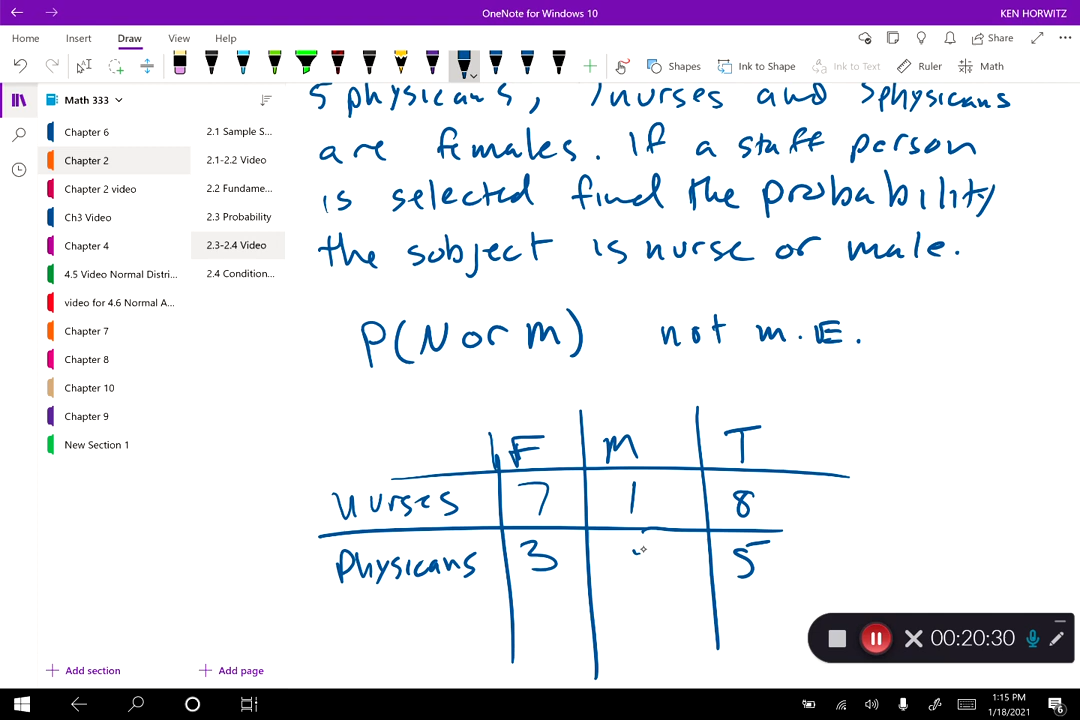 OneNote for Windows 10
KEN HORWITZ
Home Insert Draw View Help
Share
Shapes Ink to Shape Ink to Text Ruler Math
Math 333
Chapter 6
Chapter 2
Chapter 2 video
Ch3 Video
Chapter 4
4.5 Video Normal Distri...
video for 4.6 Normal A...
Chapter 7
Chapter 8
Chapter 10
Chapter 9
New Section 1
2.1 Sample S...
2.1-2.2 Video
2.2 Fundame...
2.3 Probability
2.3-2.4 Video
2.4 Condition...
5 physicans, 7nurses and 3physicans
are females. If a staff person
is selected find the probability
the subject is nurse or male.
P(N or M) not m.E.
F M T
nurses 7 1 8
Physicans 3 5
00:20:30
Add section
Add page
1:15 PM
1/18/2021
6